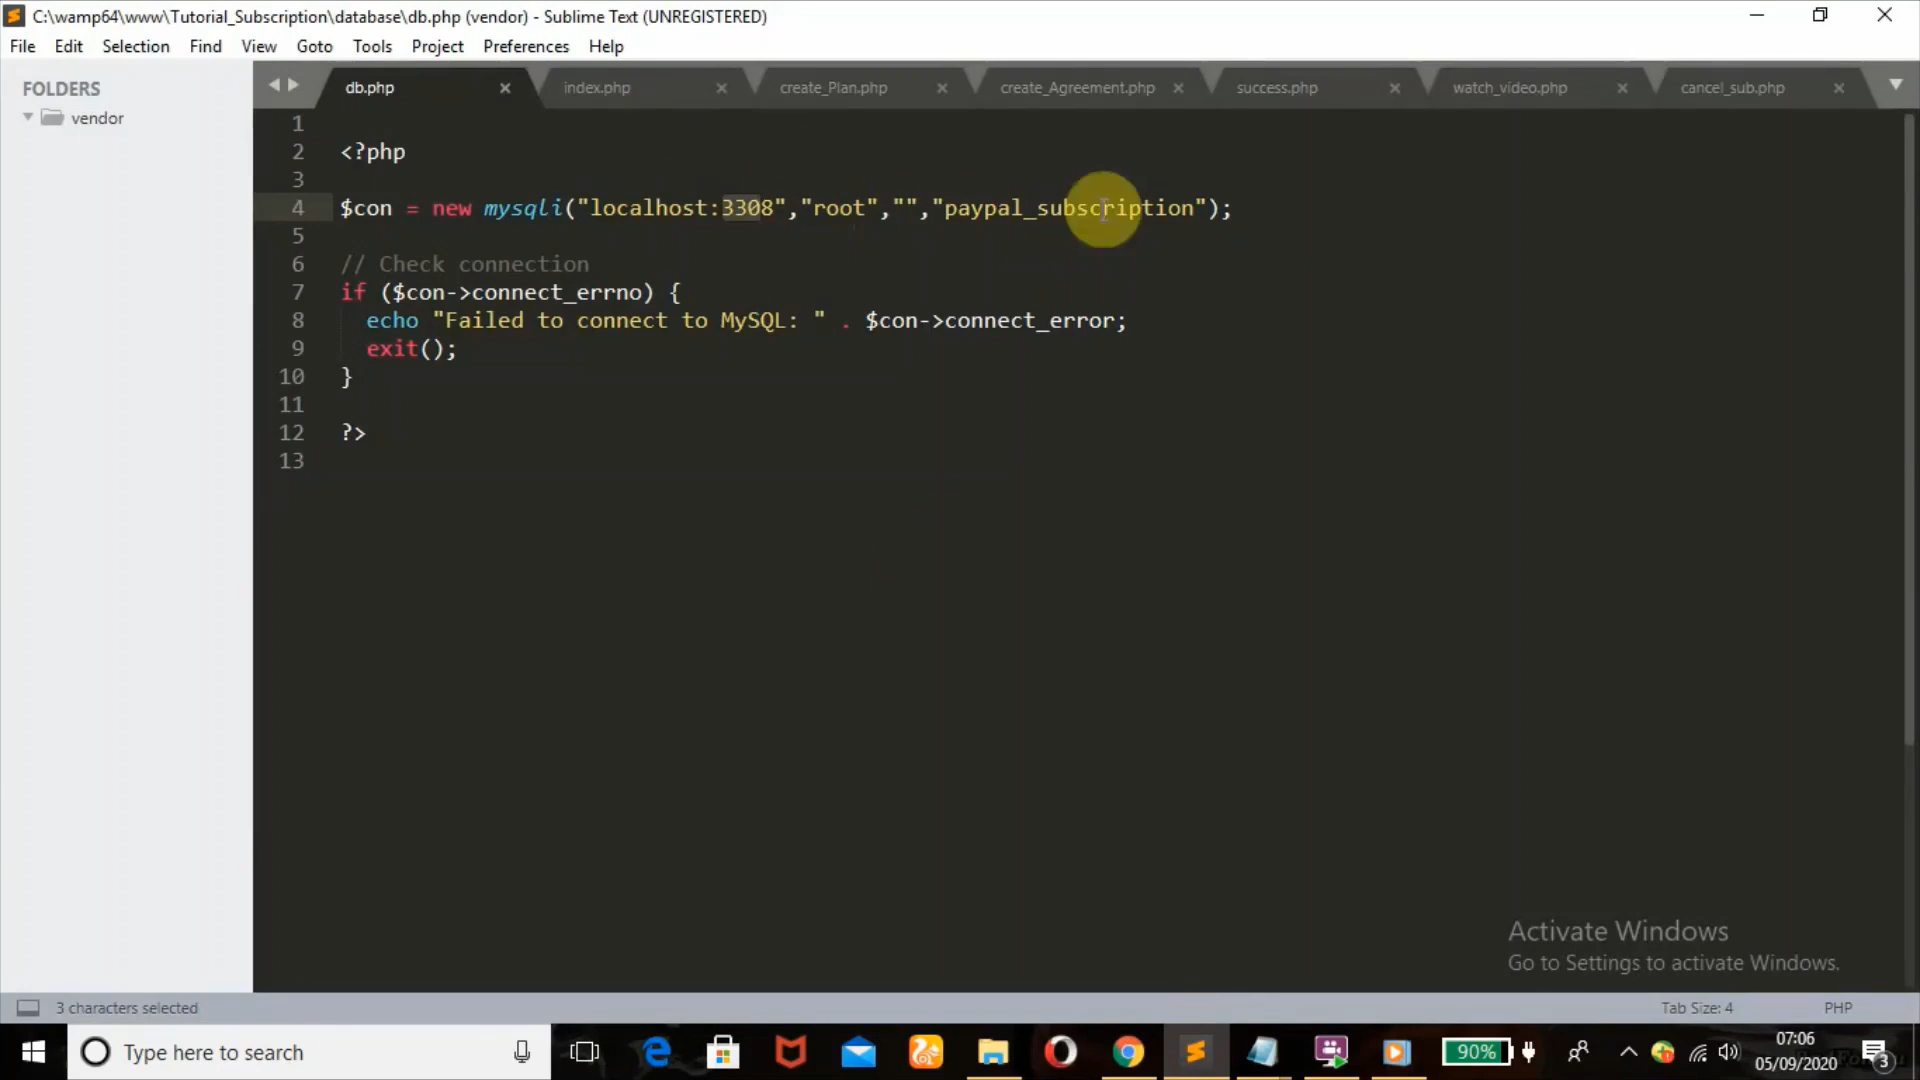 C:\wamp64\www\Tutorial_Subscription\database\db.php (vendor) - Sublime Text (UNREGISTERED)
File Edit Selection Find View Goto Tools Project Preferences Help
FOLDERS
vendor
db.php index.php create_Plan.php create_Agreement.php success.php watch_video.php cancel_sub.php
1
2 <?php
3
4 $con = new mysqli("localhost:3308","root","","paypal_subscription");
5
6 // Check connection
7 if ($con->connect_errno) {
8 echo "Failed to connect to MySQL: " . $con->connect_error;
9 exit();
10 }
11
12 ?>
13
Activate Windows
Go to Settings to activate Windows.
3 characters selected Tab Size: 4 PHP
Type here to search 90% 07:06
05/09/2020 3